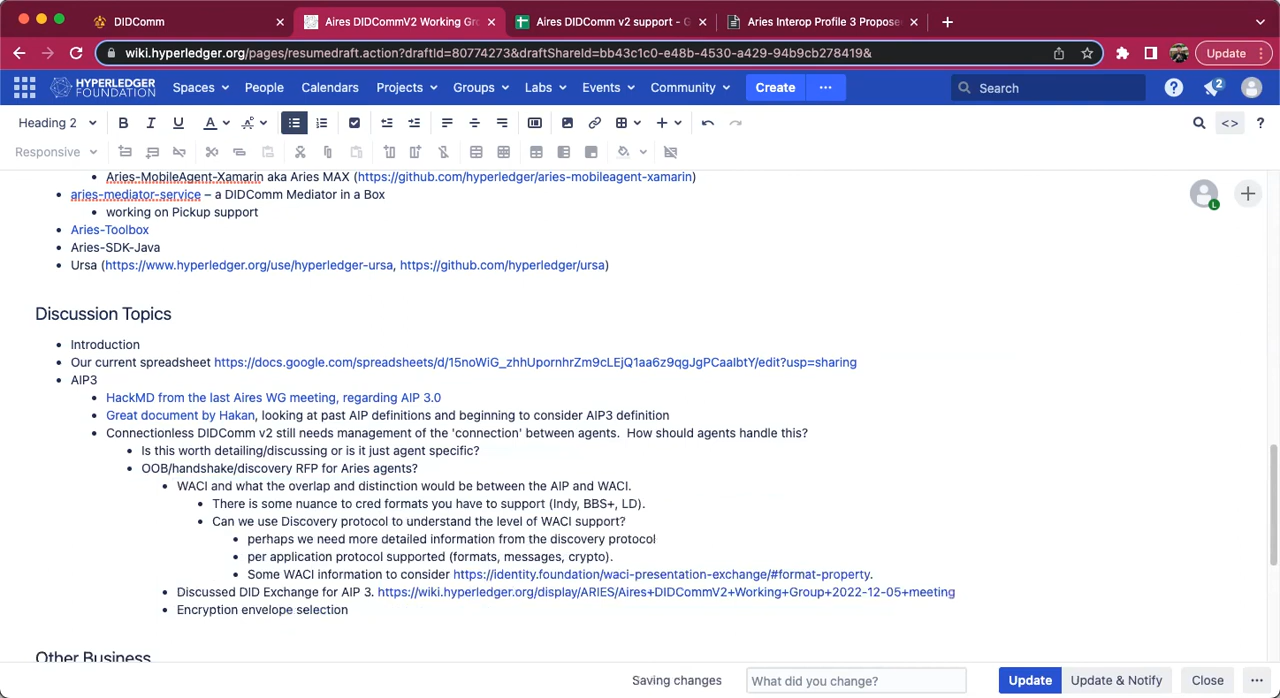 DIDComm
Aires DIDCommV2 Working Gr
Aires DIDComm v2 support - G
Aries Interop Profile 3 Propose
wiki.hyperledger.org/pages/resumedraft.action?draftId=80774273&draftShareId=bb43c1c0-e48b-4530-a429-94b9cb278419&
Update
HYPERLEDGER FOUNDATION
Spaces
People
Calendars
Projects
Groups
Labs
Events
Community
Create
Search
2
Heading 2
Responsive
Aries-MobileAgent-Xamarin aka Aries MAX (https://github.com/hyperledger/aries-mobileagent-xamarin)
aries-mediator-service – a DIDComm Mediator in a Box
working on Pickup support
Aries-Toolbox
Aries-SDK-Java
Ursa (https://www.hyperledger.org/use/hyperledger-ursa, https://github.com/hyperledger/ursa)
L
Discussion Topics
Introduction
Our current spreadsheet https://docs.google.com/spreadsheets/d/15noWiG_zhhUpornhrZm9cLEjQ1aa6z9qgJgPCaaIbtY/edit?usp=sharing
AIP3
HackMD from the last Aires WG meeting, regarding AIP 3.0
Great document by Hakan, looking at past AIP definitions and beginning to consider AIP3 definition
Connectionless DIDComm v2 still needs management of the 'connection' between agents. How should agents handle this?
Is this worth detailing/discussing or is it just agent specific?
OOB/handshake/discovery RFP for Aries agents?
WACI and what the overlap and distinction would be between the AIP and WACI.
There is some nuance to cred formats you have to support (Indy, BBS+, LD).
Can we use Discovery protocol to understand the level of WACI support?
perhaps we need more detailed information from the discovery protocol
per application protocol supported (formats, messages, crypto).
Some WACI information to consider https://identity.foundation/waci-presentation-exchange/#format-property.
Discussed DID Exchange for AIP 3. https://wiki.hyperledger.org/display/ARIES/Aires+DIDCommV2+Working+Group+2022-12-05+meeting
Encryption envelope selection
Other Business
Saving changes
What did you change?
Update
Update & Notify
Close